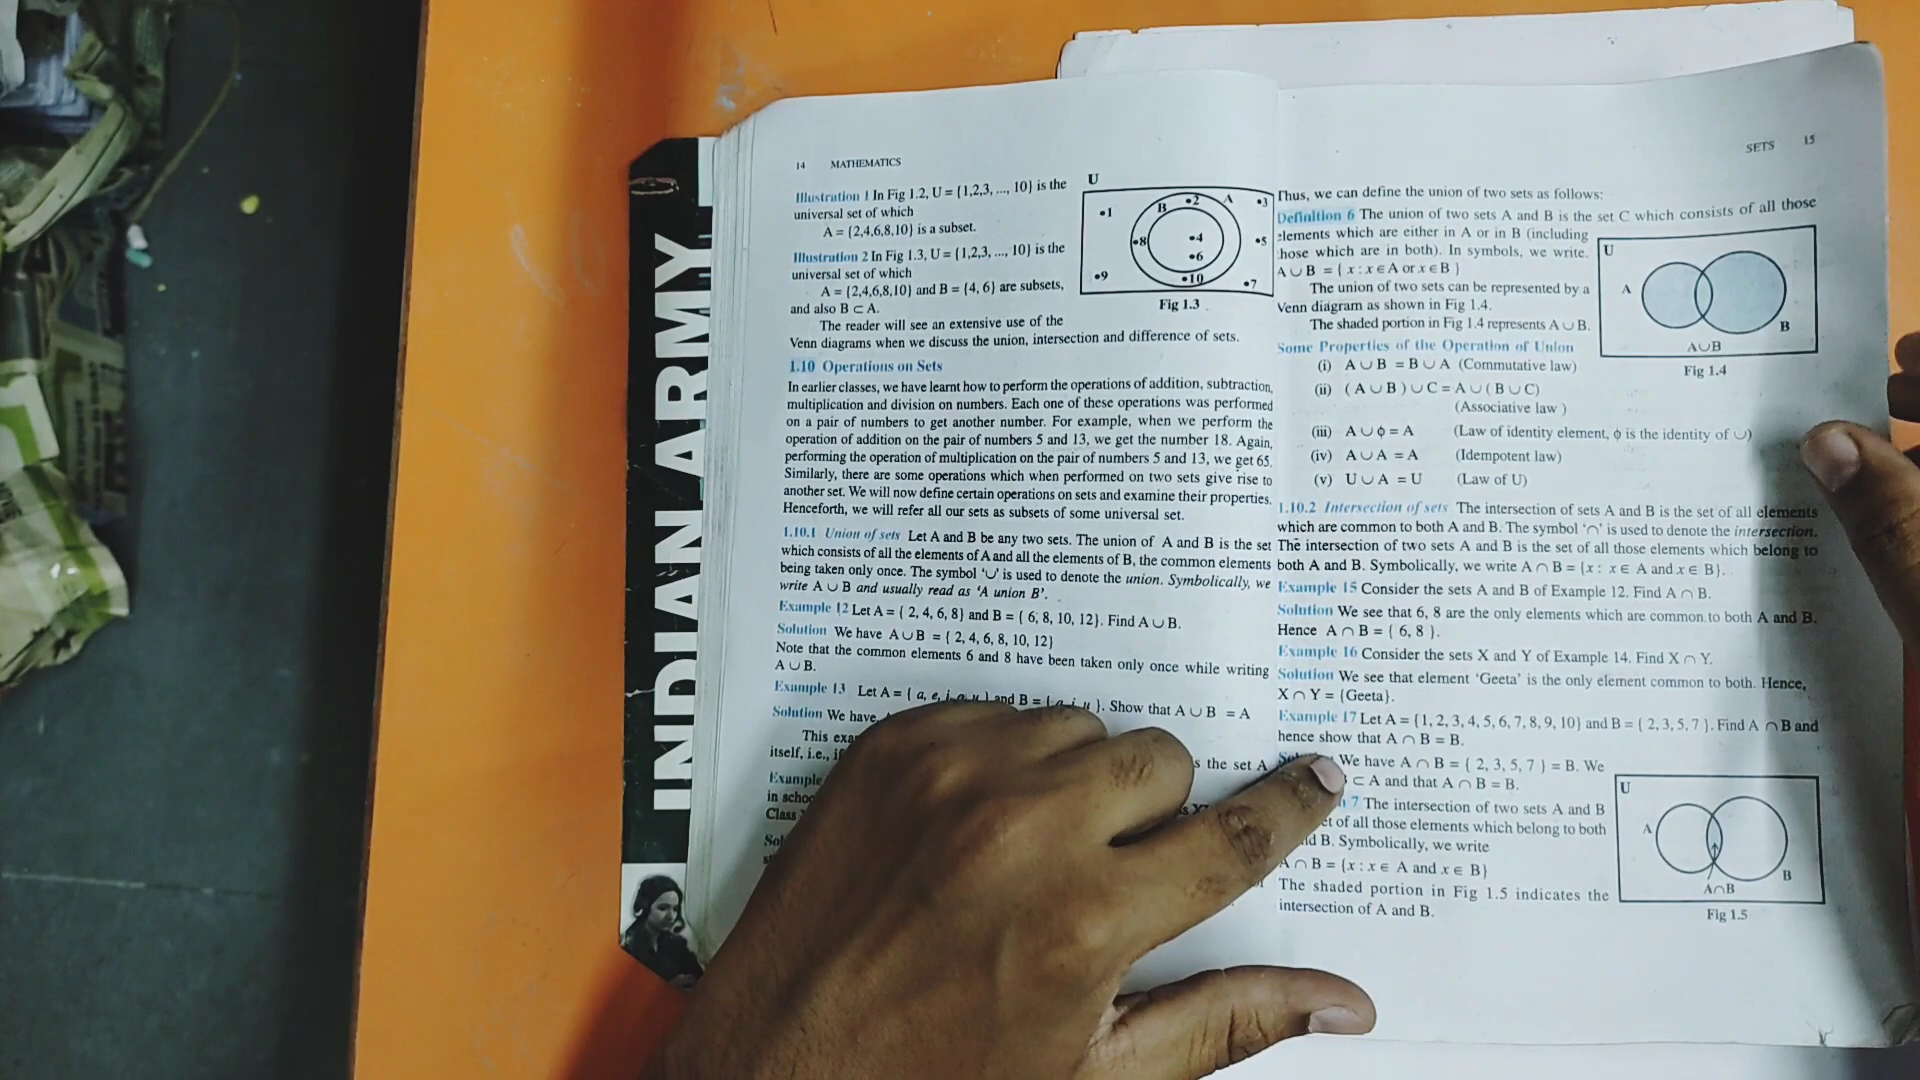 INDIAN ARMY
14 MATHEMATICS
Illustration 1 In Fig 1.2, U = {1,2,3, ..., 10} is the
universal set of which
A = {2,4,6,8,10} is a subset.
Illustration 2 In Fig 1.3, U = {1,2,3, ..., 10} is the
universal set of which
A = {2,4,6,8,10} and B = {4, 6} are subsets,
and also B ⊂ A.
The reader will see an extensive use of the
Venn diagrams when we discuss the union, intersection and difference of sets.
U
•1
B
•2
A
•3
•8
•4
•5
•6
•9
•10
•7
Fig 1.3
1.10 Operations on Sets
In earlier classes, we have learnt how to perform the operations of addition, subtraction,
multiplication and division on numbers. Each one of these operations was performed
on a pair of numbers to get another number. For example, when we perform the
operation of addition on the pair of numbers 5 and 13, we get the number 18. Again,
performing the operation of multiplication on the pair of numbers 5 and 13, we get 65.
Similarly, there are some operations which when performed on two sets give rise to
another set. We will now define certain operations on sets and examine their properties.
Henceforth, we will refer all our sets as subsets of some universal set.
1.10.1 Union of sets Let A and B be any two sets. The union of A and B is the set
which consists of all the elements of A and all the elements of B, the common elements
being taken only once. The symbol ‘∪’ is used to denote the union. Symbolically, we
write A ∪ B and usually read as ‘A union B’.
Example 12 Let A = { 2, 4, 6, 8} and B = { 6, 8, 10, 12}. Find A ∪ B.
Solution We have A ∪ B = { 2, 4, 6, 8, 10, 12}
Note that the common elements 6 and 8 have been taken only once while writing
A ∪ B.
Example 13 Let A = { a, e, i, o, u } and B = { a, i, u }. Show that A ∪ B = A
Solution We have,
This
itself, i.e.,
s the set A
Example
in
Class
SETS 15
Thus, we can define the union of two sets as follows:
Definition 6 The union of two sets A and B is the set C which consists of all those
elements which are either in A or in B (including
those which are in both). In symbols, we write.
A ∪ B = { x : x ∈ A or x ∈ B }
The union of two sets can be represented by a
Venn diagram as shown in Fig 1.4.
The shaded portion in Fig 1.4 represents A ∪ B.
U
A
B
A∪B
Fig 1.4
Some Properties of the Operation of Union
(i) A ∪ B = B ∪ A (Commutative law)
(ii) ( A ∪ B ) ∪ C = A ∪ ( B ∪ C)
(Associative law )
(iii) A ∪ φ = A (Law of identity element, φ is the identity of ∪)
(iv) A ∪ A = A (Idempotent law)
(v) U ∪ A = U (Law of U)
1.10.2 Intersection of sets The intersection of sets A and B is the set of all elements
which are common to both A and B. The symbol ‘∩’ is used to denote the intersection.
The intersection of two sets A and B is the set of all those elements which belong to
both A and B. Symbolically, we write A ∩ B = {x : x ∈ A and x ∈ B}.
Example 15 Consider the sets A and B of Example 12. Find A ∩ B.
Solution We see that 6, 8 are the only elements which are common to both A and B.
Hence A ∩ B = { 6, 8 }.
Example 16 Consider the sets X and Y of Example 14. Find X ∩ Y.
Solution We see that element ‘Geeta’ is the only element common to both. Hence,
X ∩ Y = {Geeta}.
Example 17 Let A = {1, 2, 3, 4, 5, 6, 7, 8, 9, 10} and B = { 2, 3, 5, 7 }. Find A ∩ B and
hence show that A ∩ B = B.
We have A ∩ B = { 2, 3, 5, 7 } = B. We
⊂ A and that A ∩ B = B.
7 The intersection of two sets A and B
of all those elements which belong to both
B. Symbolically, we write
A ∩ B = {x : x ∈ A and x ∈ B}
The shaded portion in Fig 1.5 indicates the
intersection of A and B.
U
A
B
A∩B
Fig 1.5